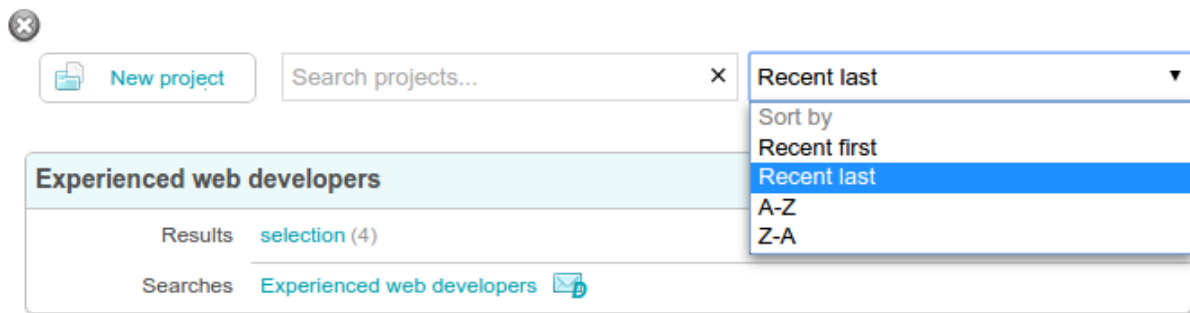 New project
Search projects...
Recent last
Sort by
Recent first
Recent last
A-Z
Z-A
Experienced web developers
Results selection (4)
Searches Experienced web developers D